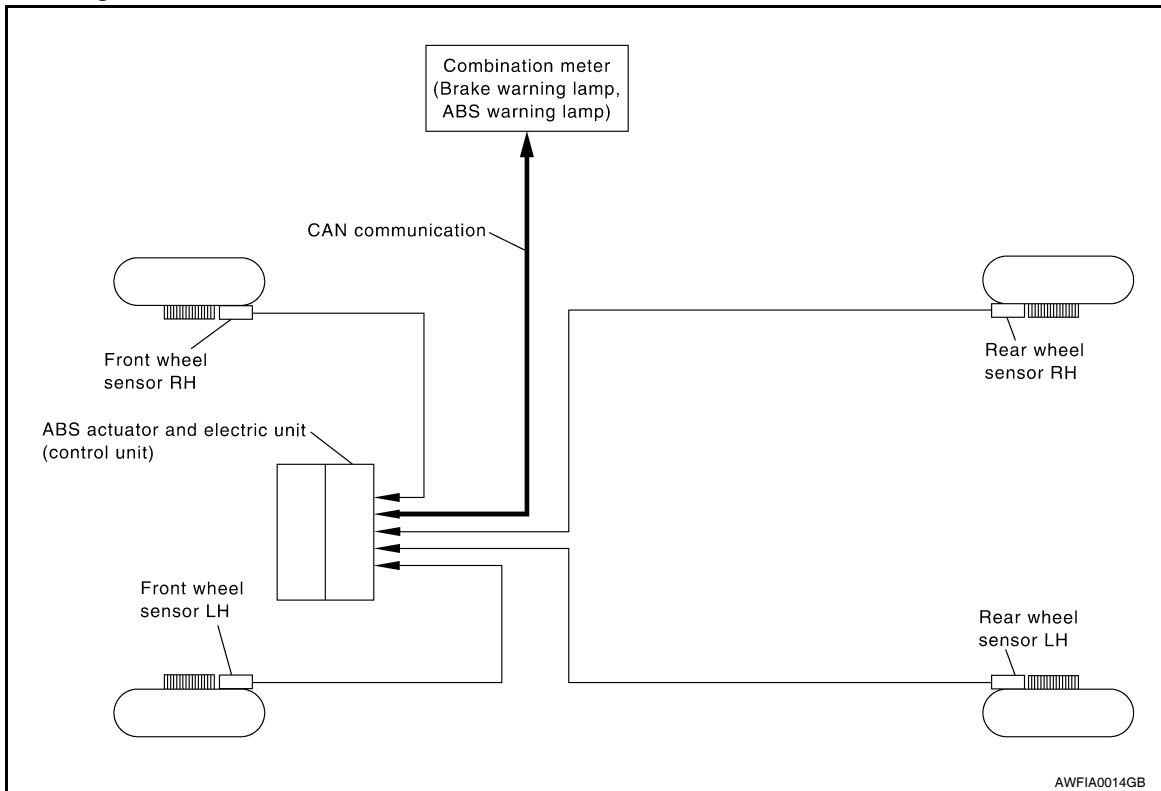 Combination meter
(Brake warning lamp,
ABS warning lamp)
CAN communication
Front wheel
sensor RH
Rear wheel
sensor RH
ABS actuator and electric unit
(control unit)
Front wheel
sensor LH
Rear wheel
sensor LH
AWFIA0014GB